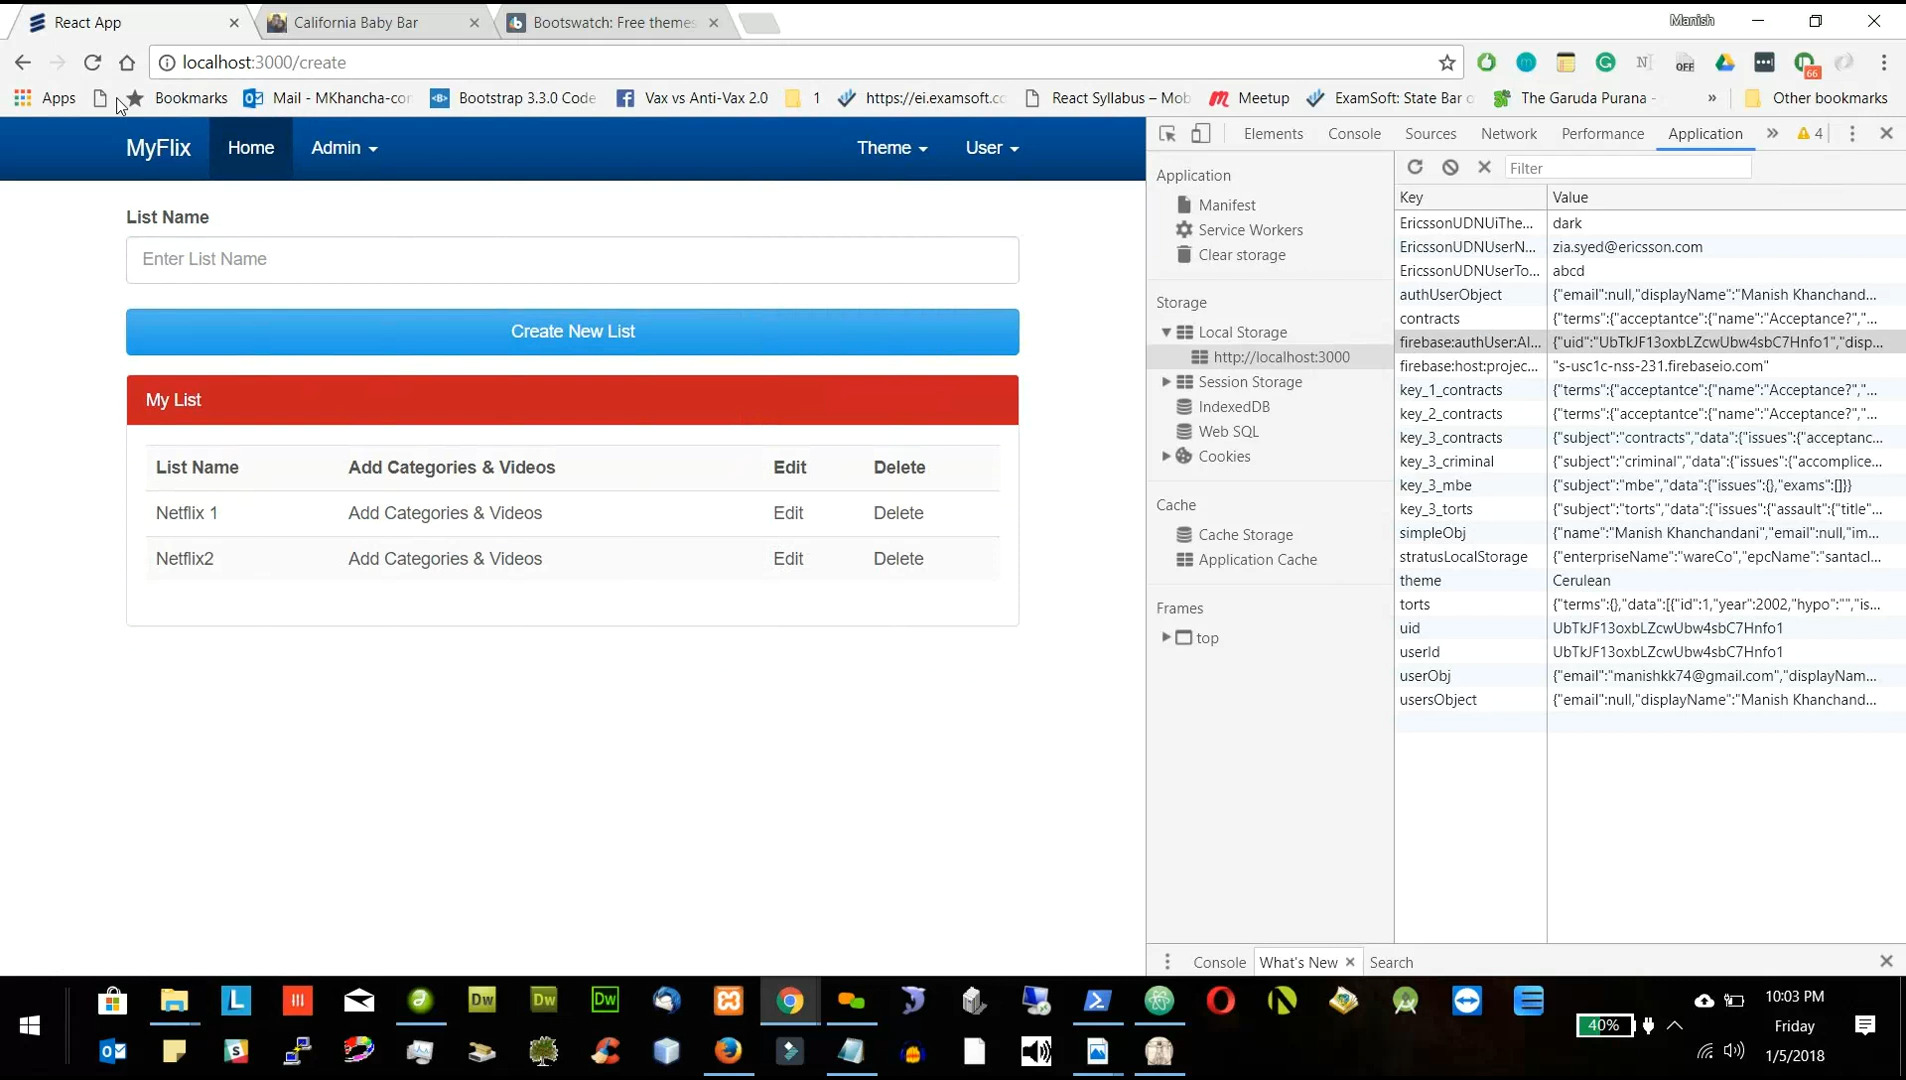 React App
California Baby Bar
Bootswatch: Free themes
Manish
localhost:3000/create
Apps
Bookmarks
Mail - MKhancha-con
Bootstrap 3.3.0 Code
Vax vs Anti-Vax 2.0
1
https://ei.examsoft.cc
React Syllabus – Mob
Meetup
ExamSoft: State Bar o
The Garuda Purana -
»
Other bookmarks
OFF
66
MyFlix
Home
Admin
Theme
User
List Name
Enter List Name
Create New List
My List
List Name Add Categories & Videos Edit Delete
Netflix 1 Add Categories & Videos Edit Delete
Netflix2 Add Categories & Videos Edit Delete
Elements Console Sources Network Performance Application » 4
Application
Manifest
Service Workers
Clear storage
Storage
Local Storage
http://localhost:3000
Session Storage
IndexedDB
Web SQL
Cookies
Cache
Cache Storage
Application Cache
Frames
top
Filter
Key Value
EricssonUDNUiThe... dark
EricssonUDNUserN... zia.syed@ericsson.com
EricssonUDNUserTo... abcd
authUserObject {"email":null,"displayName":"Manish Khanchand...
contracts {"terms":{"acceptantce":{"name":"Acceptance?","...
firebase:authUser:AI... {"uid":"UbTkJF13oxbLZcwUbw4sbC7Hnfo1","disp...
firebase:host:projec... "s-usc1c-nss-231.firebaseio.com"
key_1_contracts {"terms":{"acceptantce":{"name":"Acceptance?","...
key_2_contracts {"terms":{"acceptantce":{"name":"Acceptance?","...
key_3_contracts {"subject":"contracts","data":{"issues":{"acceptanc...
key_3_criminal {"subject":"criminal","data":{"issues":{"accomplice...
key_3_mbe {"subject":"mbe","data":{"issues":{},"exams":[]}}
key_3_torts {"subject":"torts","data":{"issues":{"assault":{"title"...
simpleObj {"name":"Manish Khanchandani","email":null,"im...
stratusLocalStorage {"enterpriseName":"wareCo","epcName":"santacl...
theme Cerulean
torts {"terms":{},"data":[{"id":1,"year":2002,"hypo":"","is...
uid UbTkJF13oxbLZcwUbw4sbC7Hnfo1
userId UbTkJF13oxbLZcwUbw4sbC7Hnfo1
userObj {"email":"manishkk74@gmail.com","displayNam...
usersObject {"email":null,"displayName":"Manish Khanchand...
Console What's New Search
L
Dw
Dw
Dw
40%
10:03 PM
Friday
1/5/2018